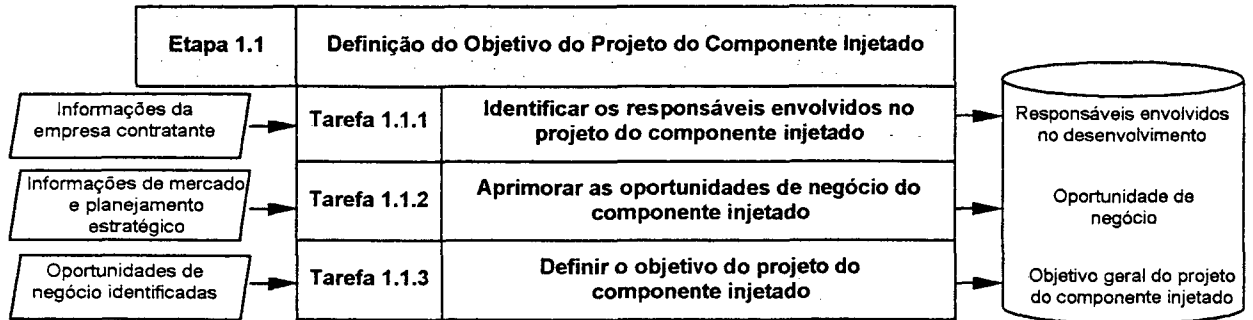 Etapa 1.1
Definição do Objetivo do Projeto do Componente Injetado
Informações da
empresa contratante
Tarefa 1.1.1
Identificar os responsáveis envolvidos no
projeto do componente injetado
Responsáveis envolvidos
no desenvolvimento
Informações de mercado
e planejamento
estratégico
Tarefa 1.1.2
Aprimorar as oportunidades de negócio do
componente injetado
Oportunidade de
negócio
Oportunidades de
negócio identificadas
Tarefa 1.1.3
Definir o objetivo do projeto do
componente injetado
Objetivo geral do projeto
do componente injetado